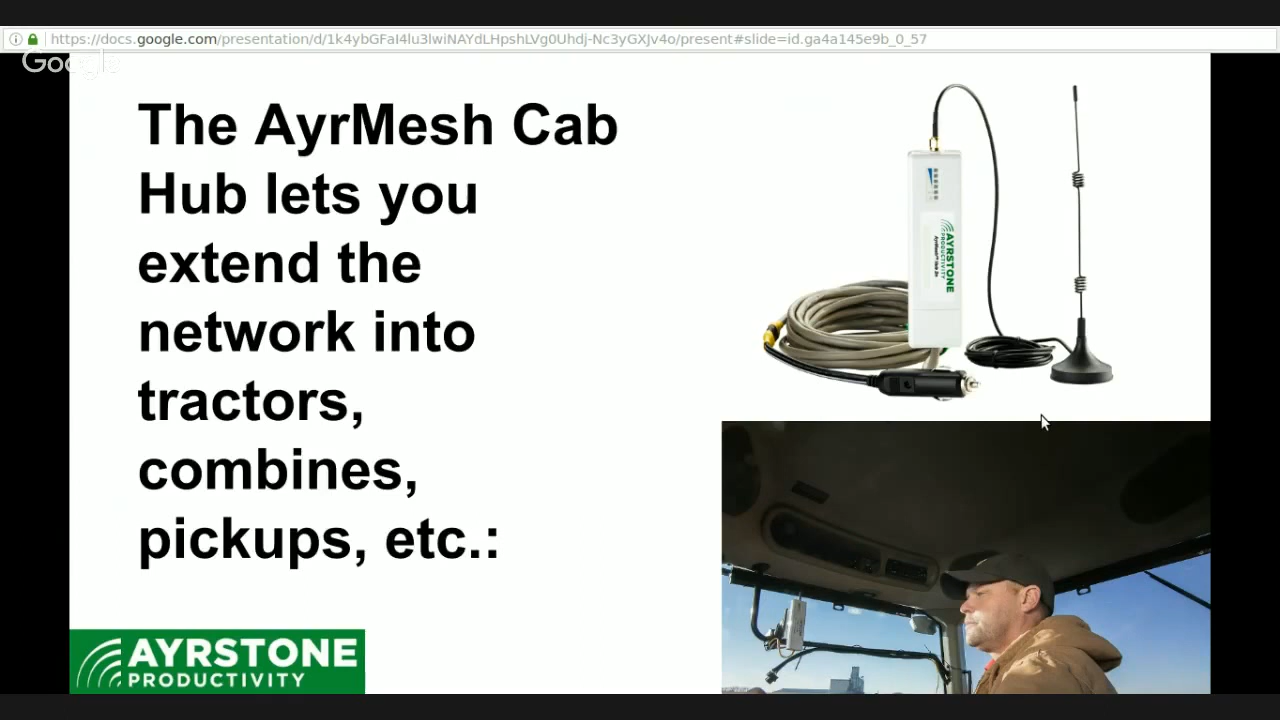 https://docs.google.com/presentation/d/1k4ybGFaI4lu3lwiNAYdLHpshLVg0Uhdj-Nc3yGXJv4o/present#slide=id.ga4a145e9b_0_57
Google
The AyrMesh Cab
Hub lets you
extend the
network into
tractors,
combines,
pickups, etc.:
AYRSTONE
PRODUCTIVITY
AYRSTONE
PRODUCTIVITY